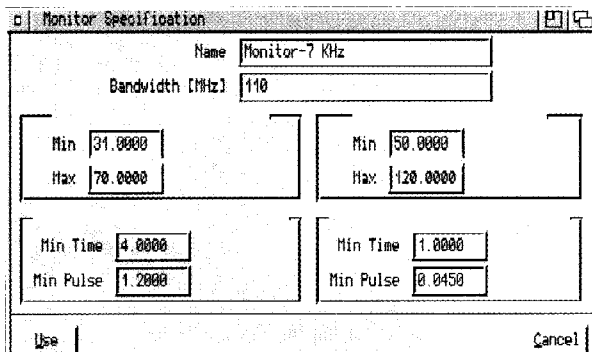 Monitor Specification
Name Monitor-7 KHz
Bandwidth [MHz] 110
Min 31.0000
Max 70.0000
Min 50.0000
Max 120.0000
Min Time 4.0000
Min Pulse 1.2000
Min Time 1.0000
Min Pulse 0.0450
Use
Cancel